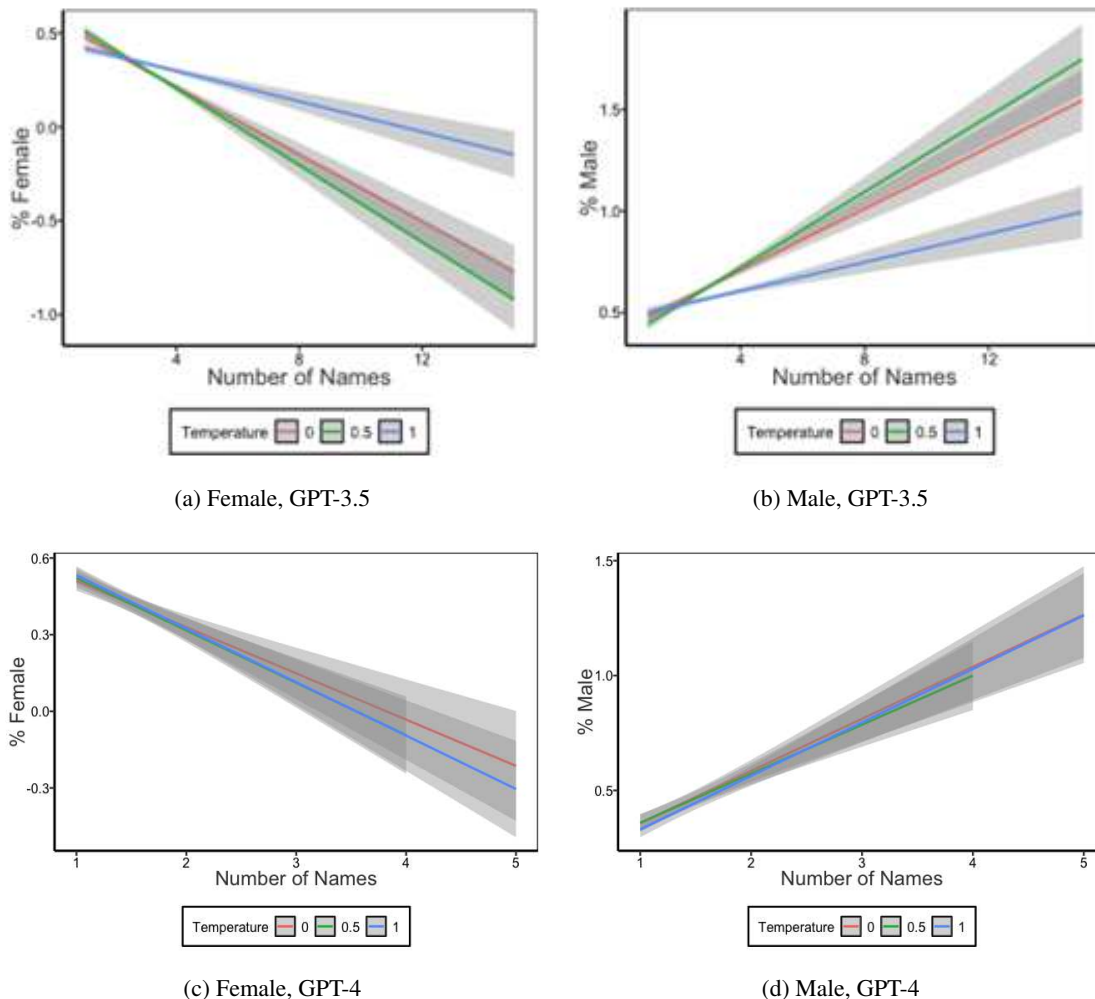 0.5
0.0
-0.5
-1.0
% Female
4 8 12
Number of Names
Temperature 0 0.5 1
(a) Female, GPT-3.5
1.5
1.0
0.5
% Male
4 8 12
Number of Names
Temperature 0 0.5 1
(b) Male, GPT-3.5
0.6
0.3
0.0
-0.3
% Female
1 2 3 4 5
Number of Names
Temperature 0 0.5 1
(c) Female, GPT-4
1.5
1.0
0.5
% Male
1 2 3 4 5
Number of Names
Temperature 0 0.5 1
(d) Male, GPT-4